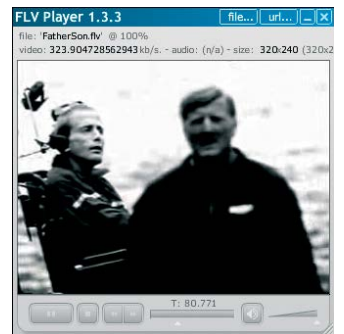 FLV Player 1.3.3 file... url...
file: 'FatherSon.flv' @ 100%
video: 323.904728562943 kb/s. - audio: (n/a) - size: 320x240 (320x2
T: 80.771